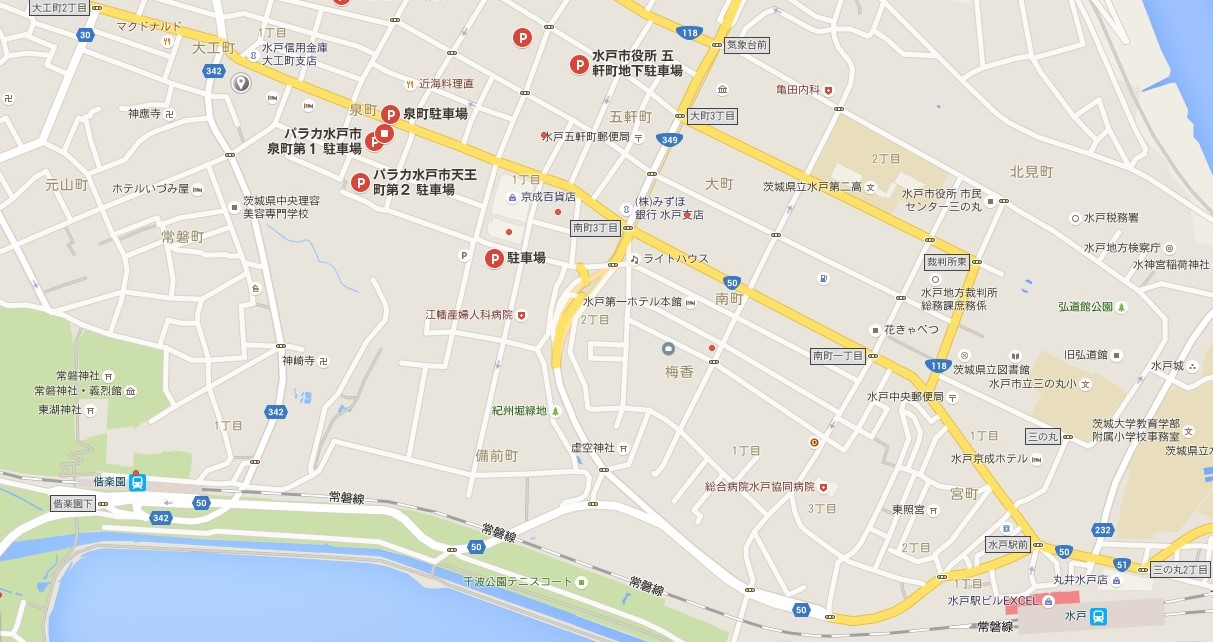 大工町2丁目
30
マクドナルド
1丁目
大工町
水戸信用金庫
大工町支店
342
118
気象台前
P
P
水戸市役所 五
軒町地下駐車場
近海料理直
亀田内科
泉町
P
泉町駐車場
神應寺
五軒町
大町3丁目
349
水戸五軒町郵便局
パラカ水戸市
泉町第1 駐車場
P
2丁目
北見町
元山町
ホテルいづみ屋
P
パラカ水戸市天王
町第2 駐車場
1丁目
京成百貨店
大町
茨城県立水戸第二高
水戸市役所 市民
センター三の丸
茨城県中央理容
美容専門学校
(株)みずほ
銀行 水戸支店
水戸税務署
南町3丁目
常磐町
P
P
駐車場
ライトハウス
水戸地方検察庁
水神宮稲荷神社
裁判所東
50
水戸第一ホテル本館
南町
水戸地方裁判所
総務課庶務係
弘道館公園
江幡産婦人科病院
2丁目
花きゃべつ
神崎寺
南町一丁目
118
茨城県立図書館
旧弘道館
水戸城
梅香
水戸市立三の丸小
常磐神社
常磐神社・義烈館
東湖神社
水戸中央郵便局
342
紀州堀緑地
1丁目
1丁目
三の丸
茨城大学教育学部
附属小学校事務室
茨城県立
虚空神社
1丁目
備前町
水戸京成ホテル
偕楽園
総合病院水戸協同病院
宮町
常磐線
偕楽園下
50
342
3丁目
東照宮
232
常磐線
50
2丁目
水戸駅前
50
51
三の丸2丁目
千波公園テニスコート
常磐線
1丁目
丸井水戸店
50
水戸駅ビルEXCEL
水戸
常磐線